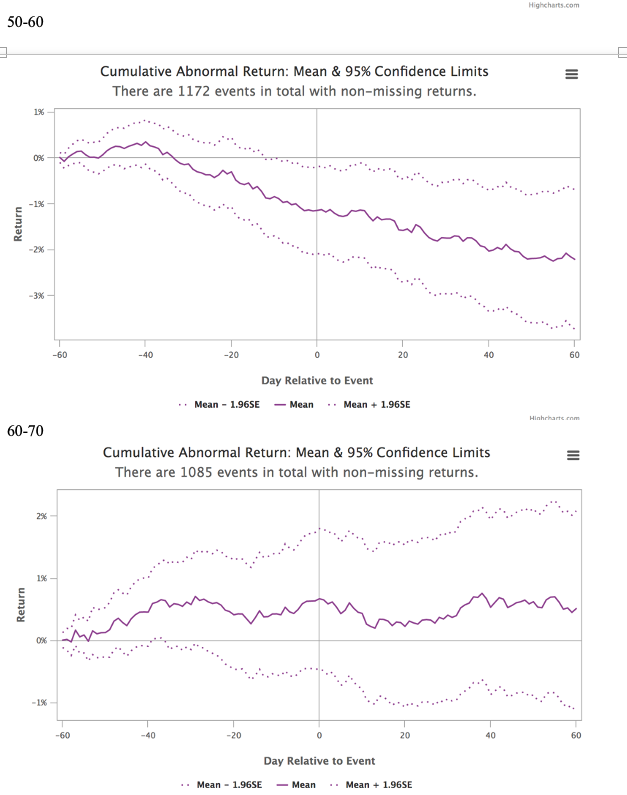 Highcharts.com
50-60
Cumulative Abnormal Return: Mean & 95% Confidence Limits
There are 1172 events in total with non-missing returns.
1%
0%
-1%
-2%
-3%
Return
-60 -40 -20 0 20 40 60
Day Relative to Event
Mean - 1.96SE Mean Mean + 1.96SE
Highcharts.com
60-70
Cumulative Abnormal Return: Mean & 95% Confidence Limits
There are 1085 events in total with non-missing returns.
2%
1%
0%
-1%
Return
-60 -40 -20 0 20 40 60
Day Relative to Event
Mean - 1.96SE Mean Mean + 1.96SE